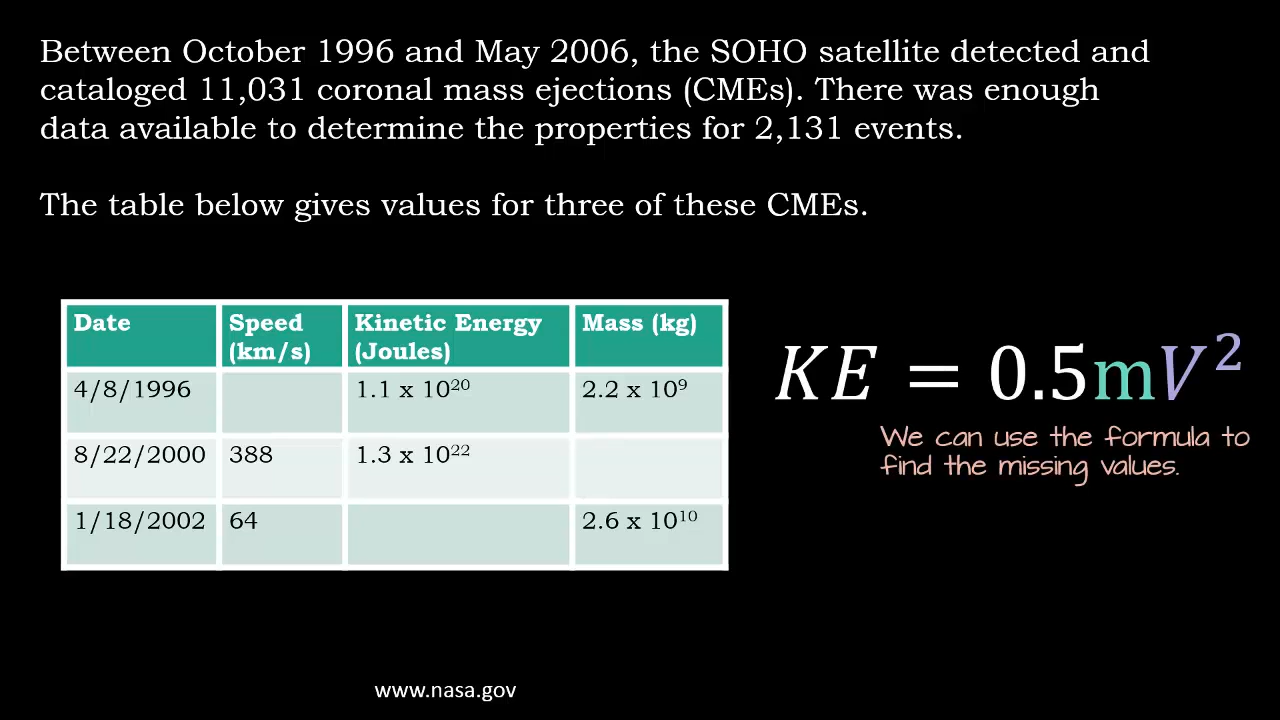 Between October 1996 and May 2006, the SOHO satellite detected and
cataloged 11,031 coronal mass ejections (CMEs). There was enough
data available to determine the properties for 2,131 events.
The table below gives values for three of these CMEs.
Date Speed (km/s) Kinetic Energy (Joules) Mass (kg)
4/8/1996 1.1 x 10²⁰ 2.2 x 10⁹
8/22/2000 388 1.3 x 10²²
1/18/2002 64 2.6 x 10¹⁰
KE = 0.5mV²
We can use the formula to
find the missing values.
www.nasa.gov